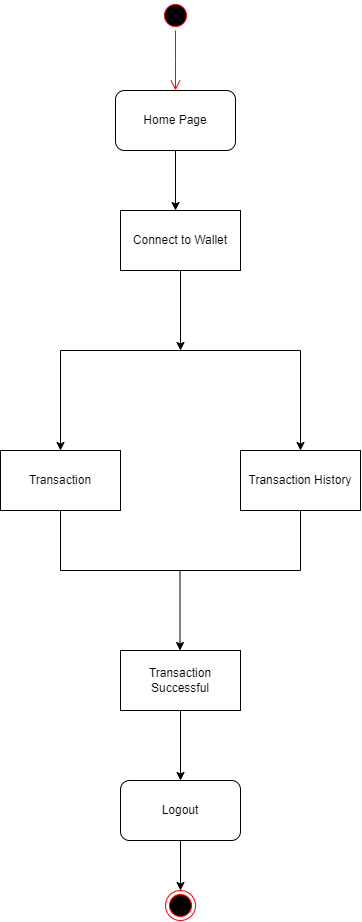 Home Page
Connect to Wallet
Transaction
Transaction History
Transaction
Successful
Logout